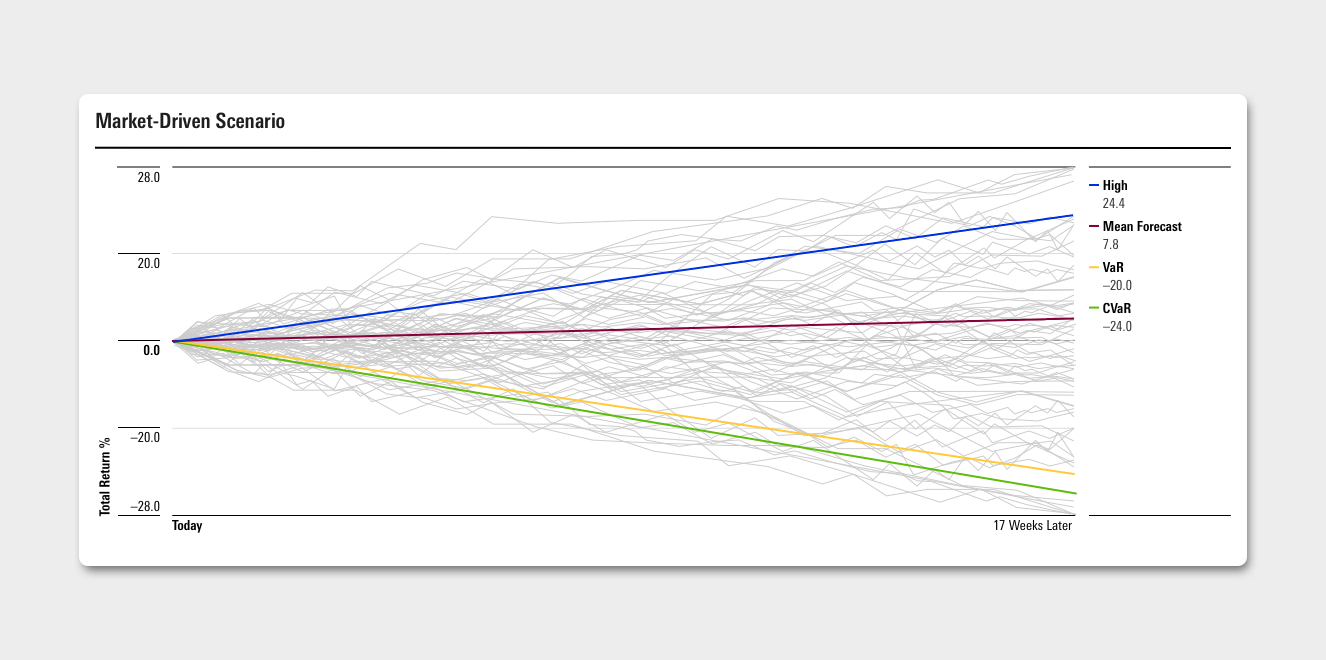 Market-Driven Scenario
28.0
20.0
0.0
–20.0
–28.0
Total Return %
Today
17 Weeks Later
High
24.4
Mean Forecast
7.8
VaR
–20.0
CVaR
–24.0